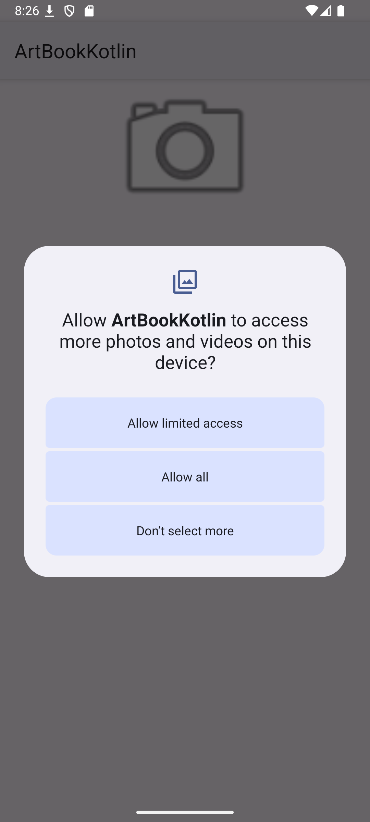 8:26
ArtBookKotlin
Allow ArtBookKotlin to access
more photos and videos on this
device?
Allow limited access
Allow all
Don't select more